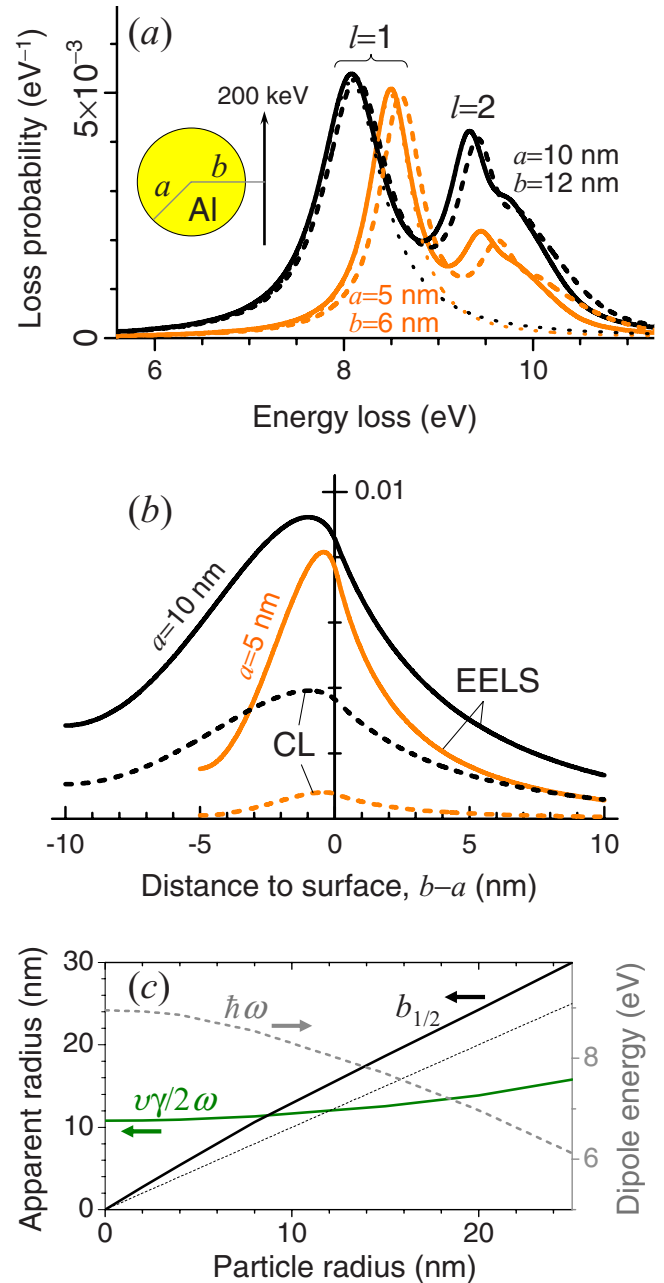 (a)
l=1
l=2
200 keV
a
b
Al
a=10 nm
b=12 nm
a=5 nm
b=6 nm
Loss probability (eV⁻¹)
5×10⁻³
0
6
8
10
Energy loss (eV)
(b)
0.01
a=10 nm
a=5 nm
EELS
CL
-10
-5
0
5
10
Distance to surface, b–a (nm)
(c)
ħω
b1/2
υγ/2ω
Apparent radius (nm)
30
20
10
0
Dipole energy (eV)
8
6
0
10
20
Particle radius (nm)